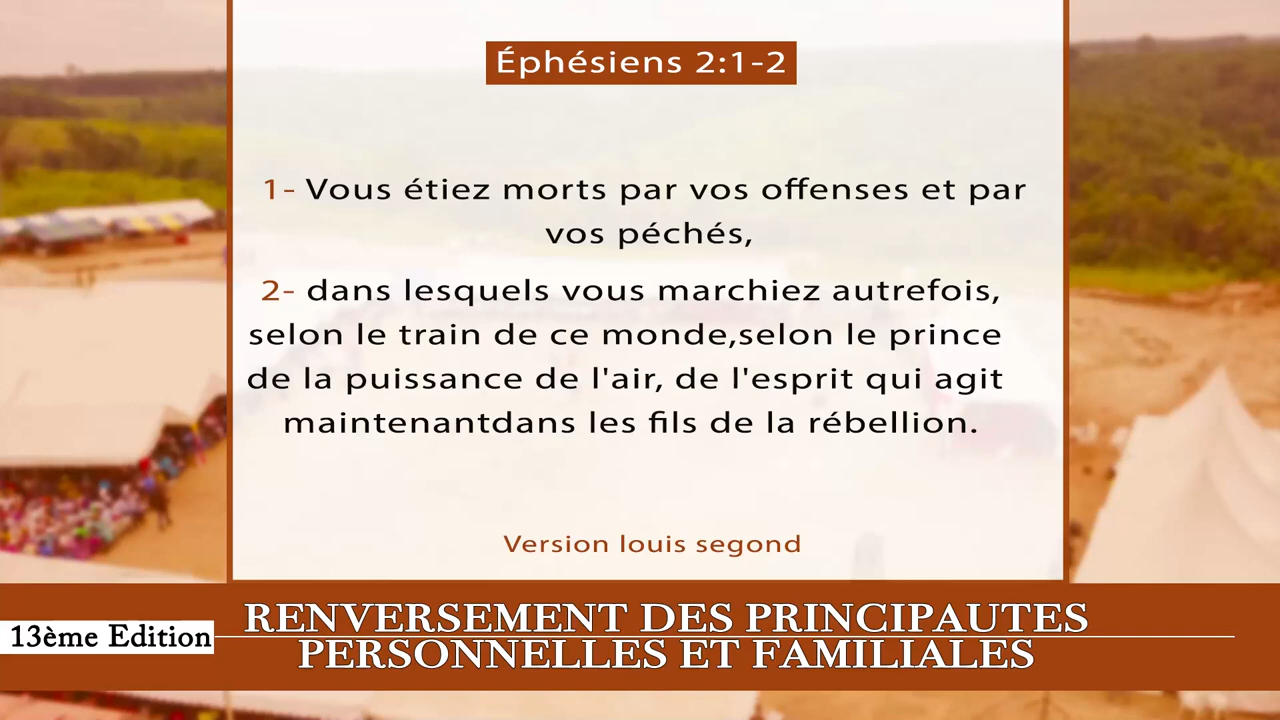 Éphésiens 2:1-2
1- Vous étiez morts par vos offenses et par
vos péchés,
2- dans lesquels vous marchiez autrefois,
selon le train de ce monde,selon le prince
de la puissance de l'air, de l'esprit qui agit
maintenantdans les fils de la rébellion.
Version louis segond
13ème Edition
RENVERSEMENT DES PRINCIPAUTES
PERSONNELLES ET FAMILIALES